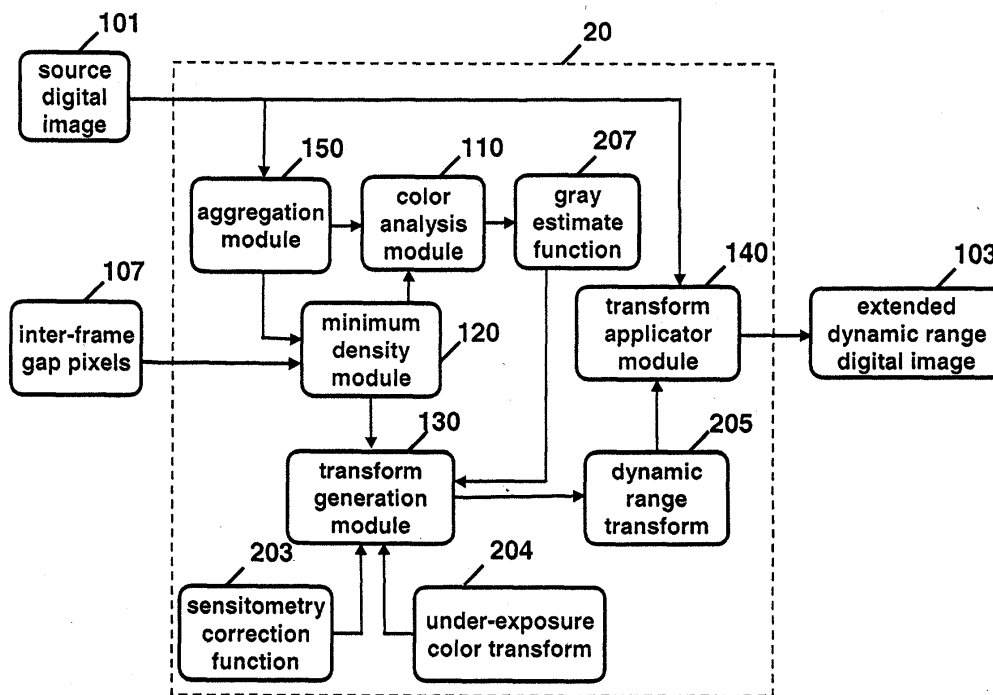 101
20
source
digital
image
150
110
207
aggregation
module
color
analysis
module
gray
estimate
function
107
140
103
inter-frame
gap pixels
minimum
density
module
120
transform
applicator
module
extended
dynamic range
digital image
130
205
transform
generation
module
dynamic
range
transform
203
204
sensitometry
correction
function
under-exposure
color transform